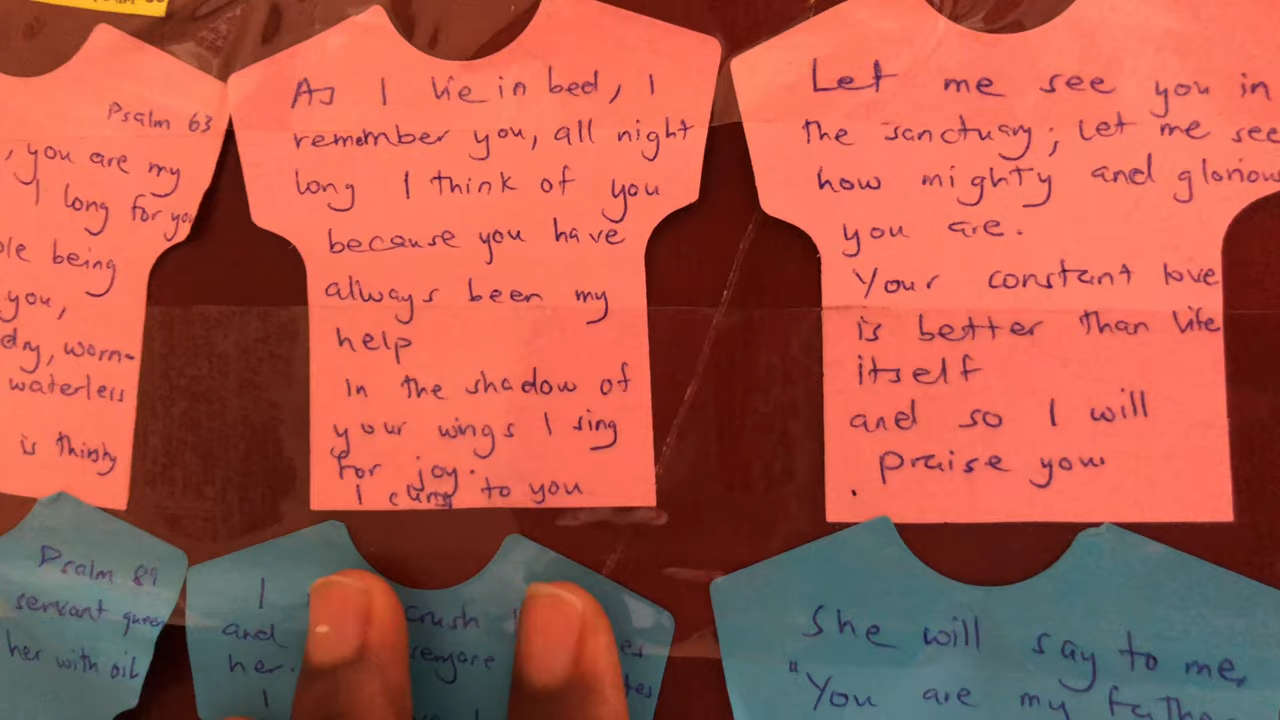 Psalm 63
, you are my
I long for you
ole being
you,
dry, worn-
waterless
is thirsty
As I lie in bed, I
remember you, all night
long I think of you
because you have
always been my
help
In the shadow of
your wings I sing
for joy.
I cling to you
Let me see you in
the sanctuary; Let me see
how mighty and glorious
you are.
Your constant love
is better than life
itself
and so I will
praise you
Psalm 89
servant
her with oil
I crush
and
her.
I
She will say to me,
"You are my